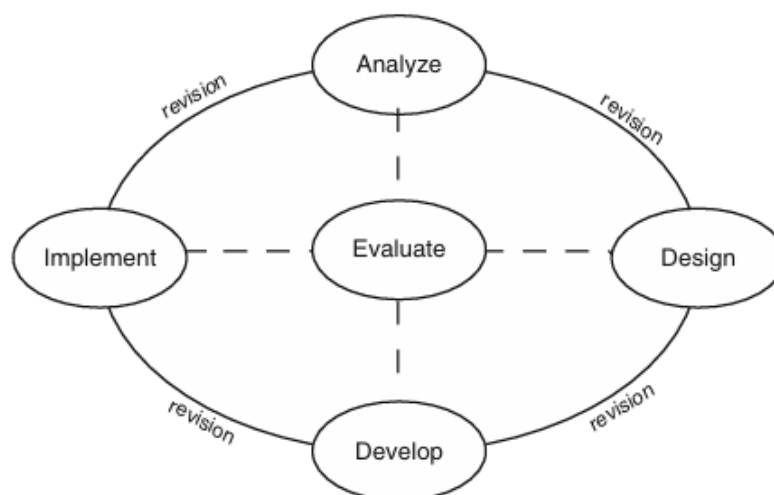 Analyze
revision
revision
Implement
Evaluate
Design
revision
revision
Develop